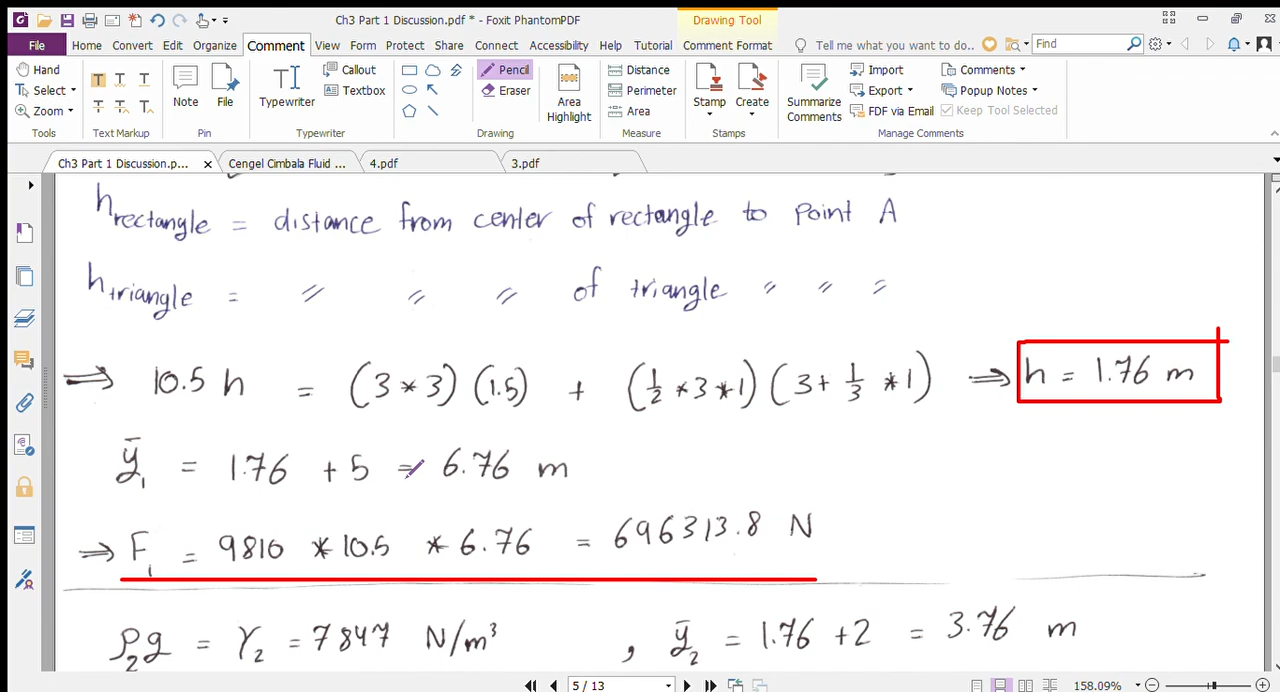 Ch3 Part 1 Discussion.pdf * - Foxit PhantomPDF
Drawing Tool
File Home Convert Edit Organize Comment View Form Protect Share Connect Accessibility Help Tutorial Comment Format Tell me what you want to do.. Find
Hand
Select
Zoom
Tools
T T T
T T T
Text Markup
Note
File
Pin
Typewriter
Callout
Textbox
Typewriter
Pencil
Eraser
Drawing
Area
Highlight
Distance
Perimeter
Area
Measure
Stamp
Create
Stamps
Summarize
Comments
Import
Export
FDF via Email
Comments
Popup Notes
Keep Tool Selected
Manage Comments
Ch3 Part 1 Discussion.p... × Cengel Cimbala Fluid ... 4.pdf 3.pdf
h rectangle = distance from center of rectangle to point A
h triangle = 〃 〃 〃 of triangle 〃 〃 〃
⇒ 10.5 h = (3 * 3) (1.5) + (½ * 3 * 1) (3 + ⅓ * 1) ⇒ h = 1.76 m
ȳ₁ = 1.76 + 5 = 6.76 m
⇒ F₁ = 9810 * 10.5 * 6.76 = 696313.8 N
ρ₂g = γ₂ = 7847 N/m³ , ȳ₂ = 1.76 + 2 = 3.76 m
5 / 13
158.09%